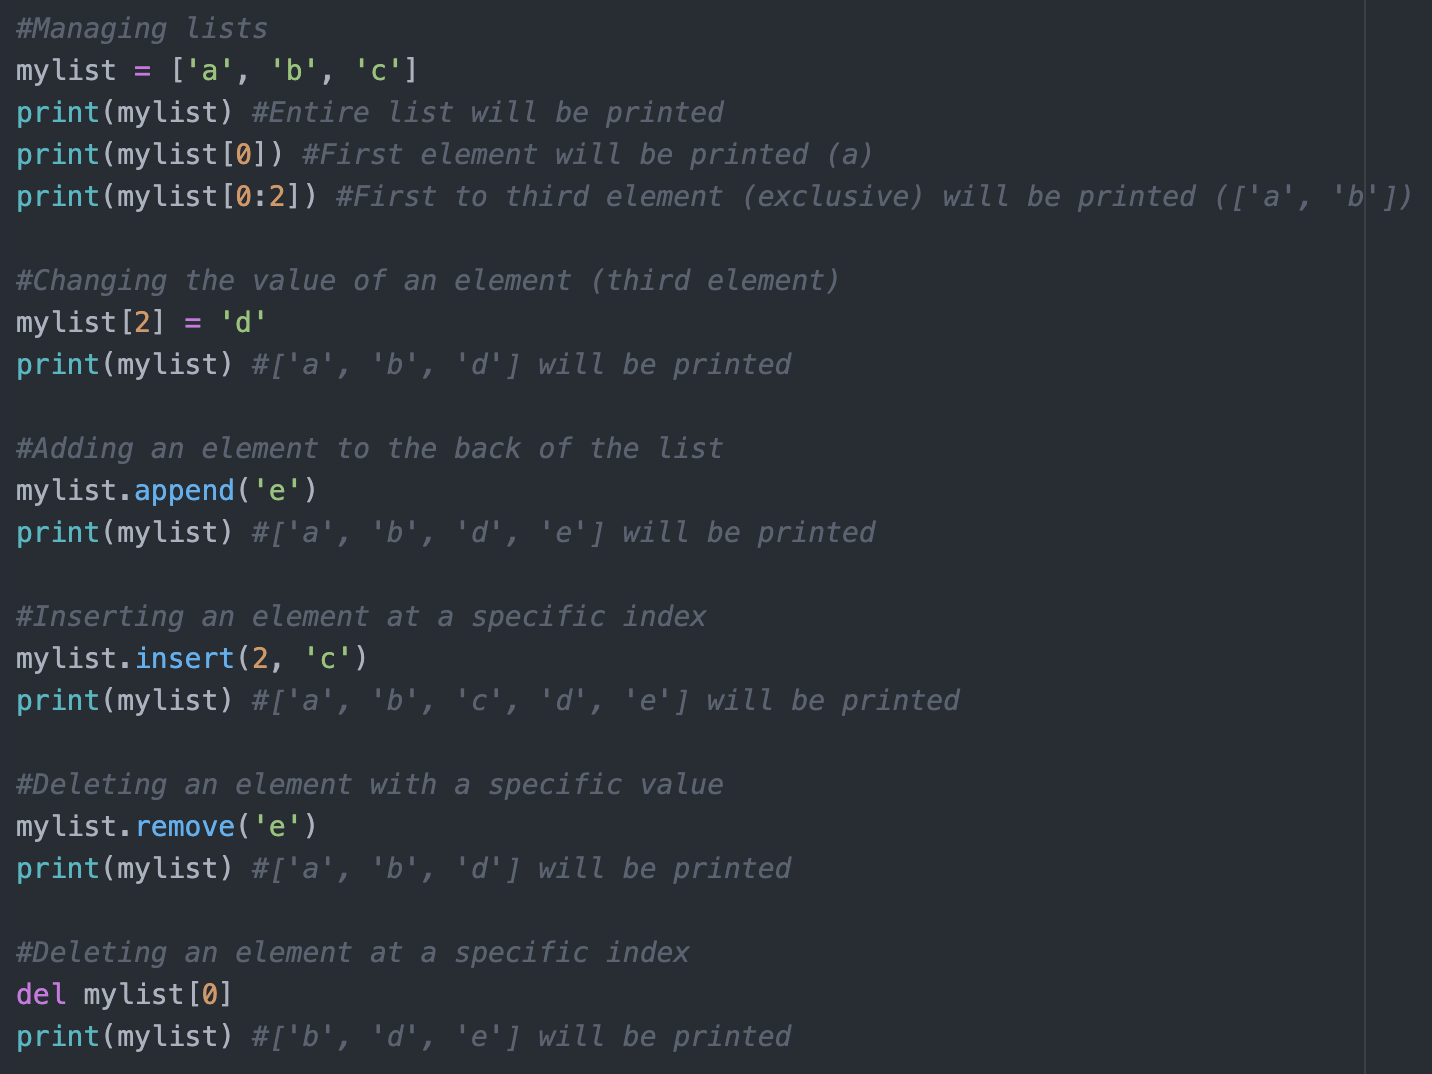 #Managing lists
mylist = ['a', 'b', 'c']
print(mylist) #Entire list will be printed
print(mylist[0]) #First element will be printed (a)
print(mylist[0:2]) #First to third element (exclusive) will be printed (['a', 'b'])
#Changing the value of an element (third element)
mylist[2] = 'd'
print(mylist) #['a', 'b', 'd'] will be printed
#Adding an element to the back of the list
mylist.append('e')
print(mylist) #['a', 'b', 'd', 'e'] will be printed
#Inserting an element at a specific index
mylist.insert(2, 'c')
print(mylist) #['a', 'b', 'c', 'd', 'e'] will be printed
#Deleting an element with a specific value
mylist.remove('e')
print(mylist) #['a', 'b', 'd'] will be printed
#Deleting an element at a specific index
del mylist[0]
print(mylist) #['b', 'd', 'e'] will be printed